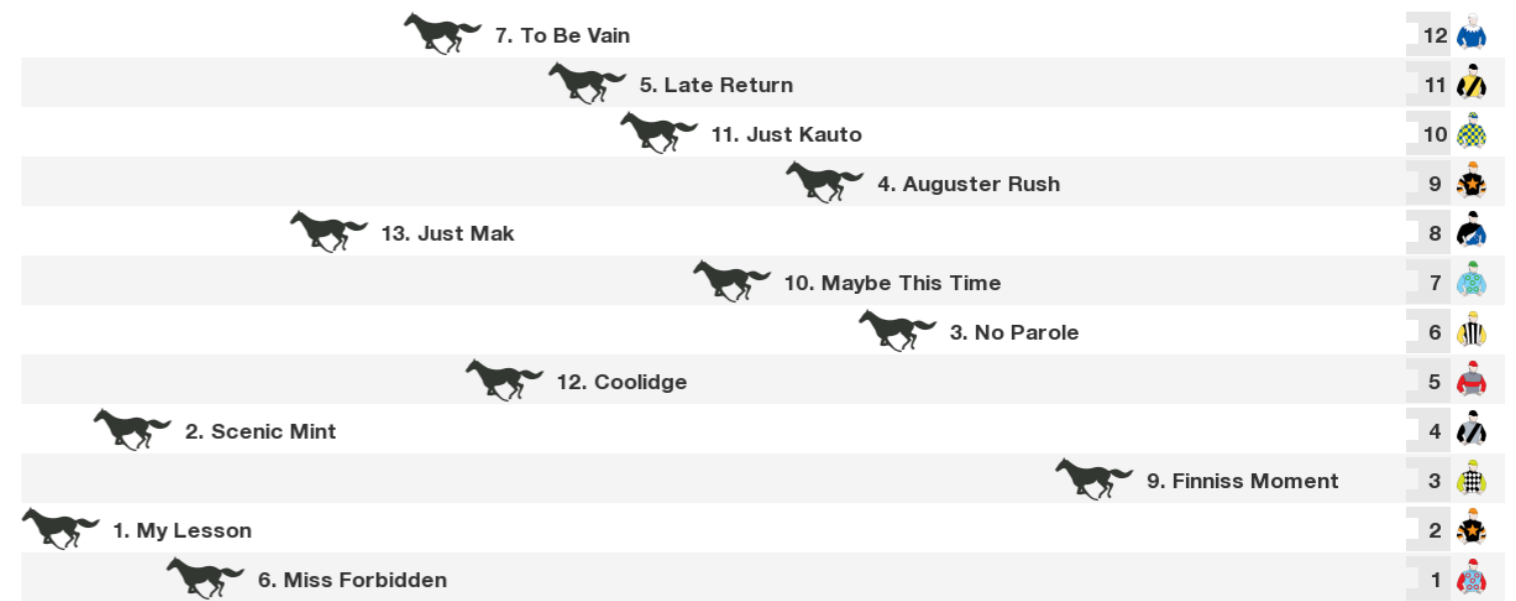 7. To Be Vain 12
5. Late Return 11
11. Just Kauto 10
4. Auguster Rush 9
13. Just Mak 8
10. Maybe This Time 7
3. No Parole 6
12. Coolidge 5
2. Scenic Mint 4
9. Finniss Moment 3
1. My Lesson 2
6. Miss Forbidden 1